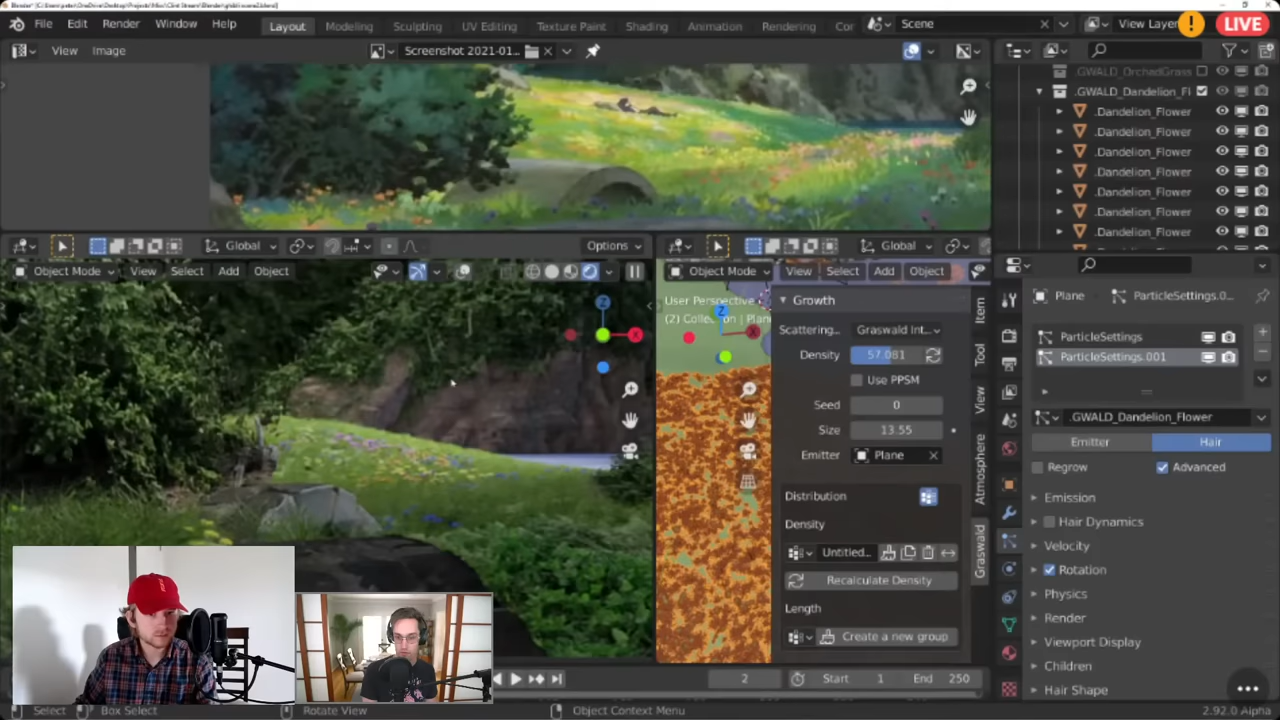 File Edit Render Window Help Layout Modeling Sculpting UV Editing Texture Paint Shading Animation Rendering Scene View Layer LIVE
View Image Screenshot 2021-01...
.GWALD_OrchadGrass
.GWALD_Dandelion_Fl
.Dandelion_Flower
.Dandelion_Flower
.Dandelion_Flower
.Dandelion_Flower
.Dandelion_Flower
.Dandelion_Flower
.Dandelion_Flower
Global Options Global
Object Mode View Select Add Object Object Mode View Select Add Object
User Perspective
(2) Collection | Plane
Z
X
Z
X
Growth
Scattering... Graswald Int...
Density 57.081
Use PPSM
Seed 0
Size 13.55
Emitter Plane
Distribution
Density
Untitled...
Recalculate Density
Length
Create a new group
Item
Tool
View
Atmosphere
Graswald
Plane ParticleSettings.0...
ParticleSettings
ParticleSettings.001
.GWALD_Dandelion_Flower
Emitter Hair
Regrow Advanced
Emission
Hair Dynamics
Velocity
Rotation
Physics
Render
Viewport Display
Children
Hair Shape
2 Start 1 End 250
Select Box Select Rotate View Object Context Menu 2.92.0 Alpha